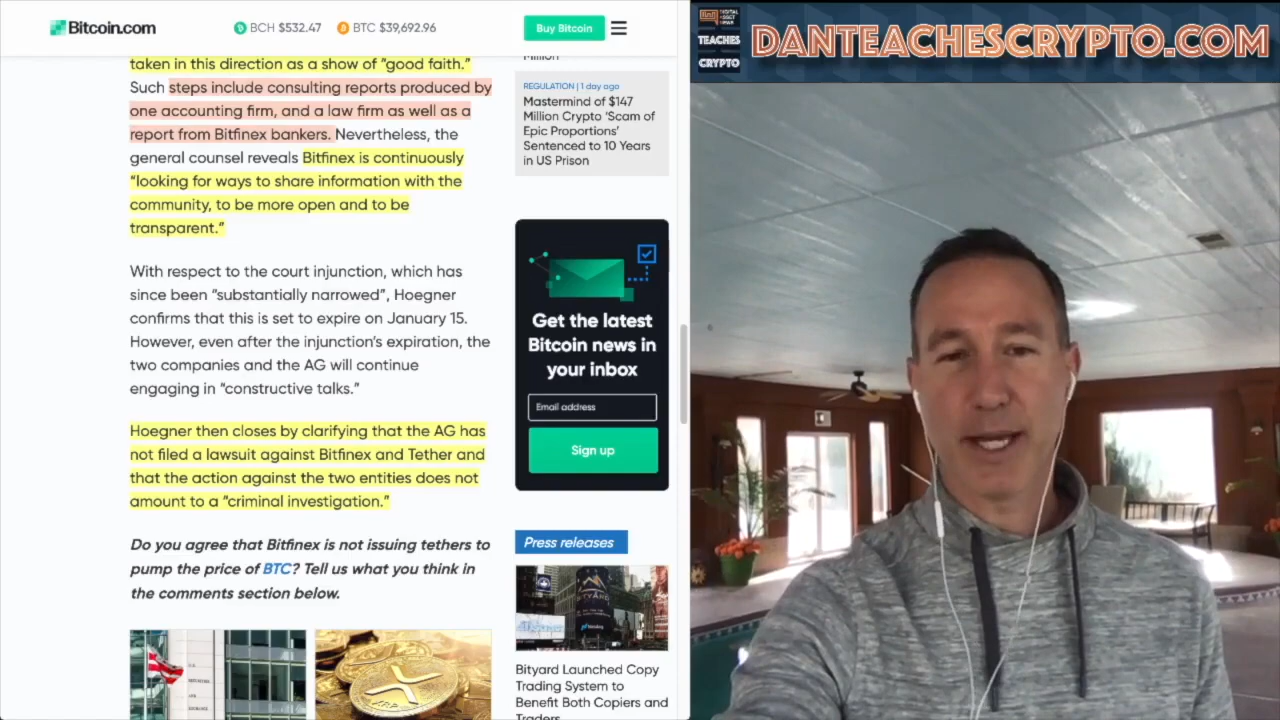 Bitcoin.com
BCH $532.47
BTC $39,692.96
Buy Bitcoin
taken in this direction as a show of "good faith."
Such steps include consulting reports produced by
one accounting firm, and a law firm as well as a
report from Bitfinex bankers. Nevertheless, the
general counsel reveals Bitfinex is continuously
"looking for ways to share information with the
community, to be more open and to be
transparent."
With respect to the court injunction, which has
since been "substantially narrowed", Hoegner
confirms that this is set to expire on January 15.
However, even after the injunction's expiration, the
two companies and the AG will continue
engaging in "constructive talks."
Hoegner then closes by clarifying that the AG has
not filed a lawsuit against Bitfinex and Tether and
that the action against the two entities does not
amount to a "criminal investigation."
Do you agree that Bitfinex is not issuing tethers to
pump the price of BTC? Tell us what you think in
the comments section below.
Million
REGULATION | 1 day ago
Mastermind of $147
Million Crypto 'Scam of
Epic Proportions'
Sentenced to 10 Years
in US Prison
Get the latest
Bitcoin news in
your inbox
Email address
Sign up
Press releases
Bityard Launched Copy
Trading System to
Benefit Both Copiers and
Traders
DIGITAL
ASSET
NEWS
TEACHES
CRYPTO
DANTEACHESCRYPTO.COM